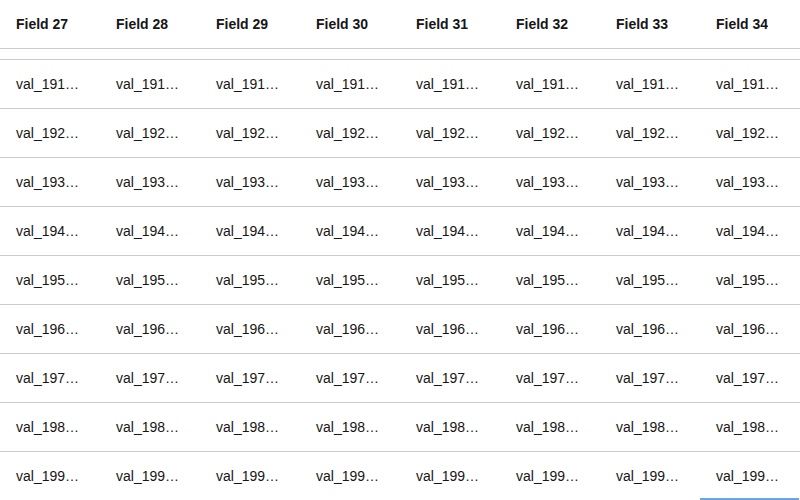 Field 27 Field 28 Field 29 Field 30 Field 31 Field 32 Field 33 Field 34
val_191… val_191… val_191… val_191… val_191… val_191… val_191… val_191…
val_192… val_192… val_192… val_192… val_192… val_192… val_192… val_192…
val_193… val_193… val_193… val_193… val_193… val_193… val_193… val_193…
val_194… val_194… val_194… val_194… val_194… val_194… val_194… val_194…
val_195… val_195… val_195… val_195… val_195… val_195… val_195… val_195…
val_196… val_196… val_196… val_196… val_196… val_196… val_196… val_196…
val_197… val_197… val_197… val_197… val_197… val_197… val_197… val_197…
val_198… val_198… val_198… val_198… val_198… val_198… val_198… val_198…
val_199… val_199… val_199… val_199… val_199… val_199… val_199… val_199…